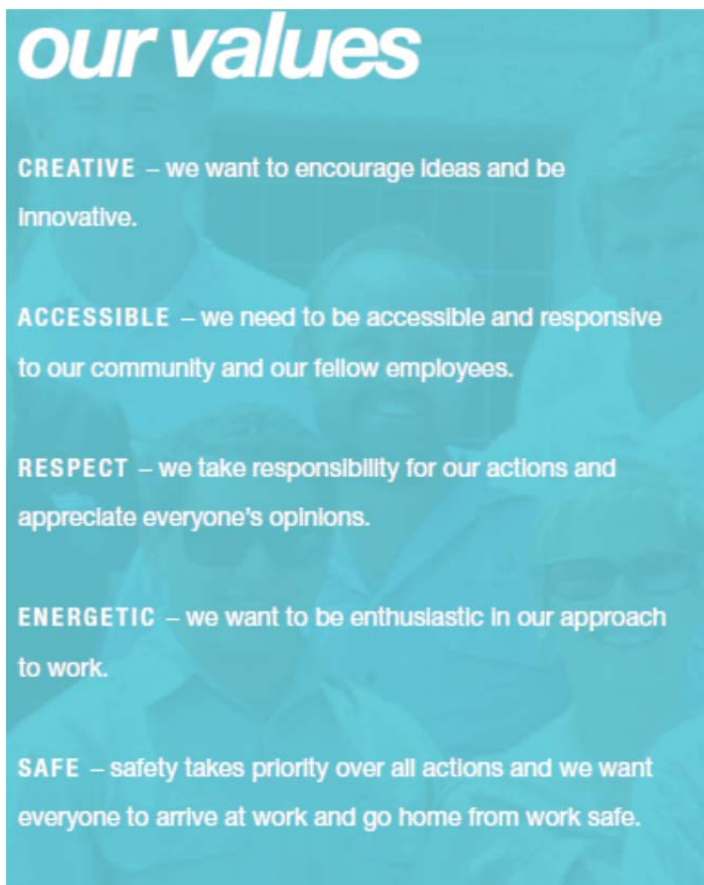 our values
CREATIVE – we want to encourage ideas and be
innovative.
ACCESSIBLE – we need to be accessible and responsive
to our community and our fellow employees.
RESPECT – we take responsibility for our actions and
appreciate everyone's opinions.
ENERGETIC – we want to be enthusiastic in our approach
to work.
SAFE – safety takes priority over all actions and we want
everyone to arrive at work and go home from work safe.